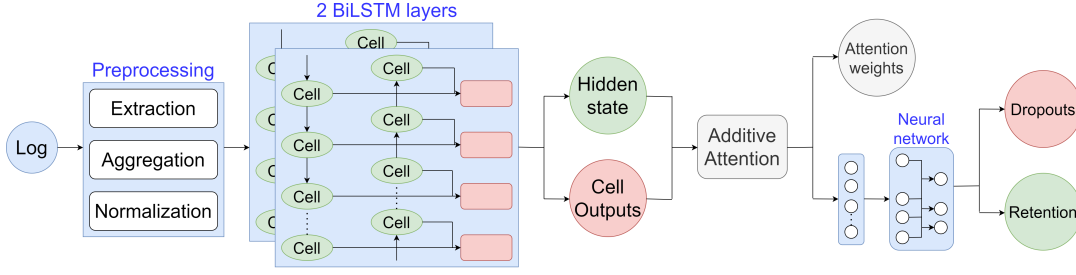 2 BiLSTM layers
Preprocessing
Log
Extraction
Aggregation
Normalization
Cell
C
C
C
C
Cell
Cell
Cell
Cell
Cell
Cell
Cell
Cell
Hidden
state
Cell
Outputs
Additive
Attention
Attention
weights
Neural
network
Dropouts
Retention